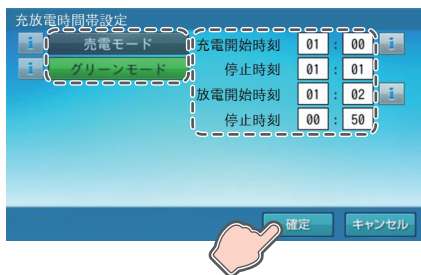 充放電時間帯設定
i 売電モード 充電開始時刻 01 : 00 i
i グリーンモード 停止時刻 01 : 01
放電開始時刻 01 : 02 i
停止時刻 00 : 50
確定 キャンセル